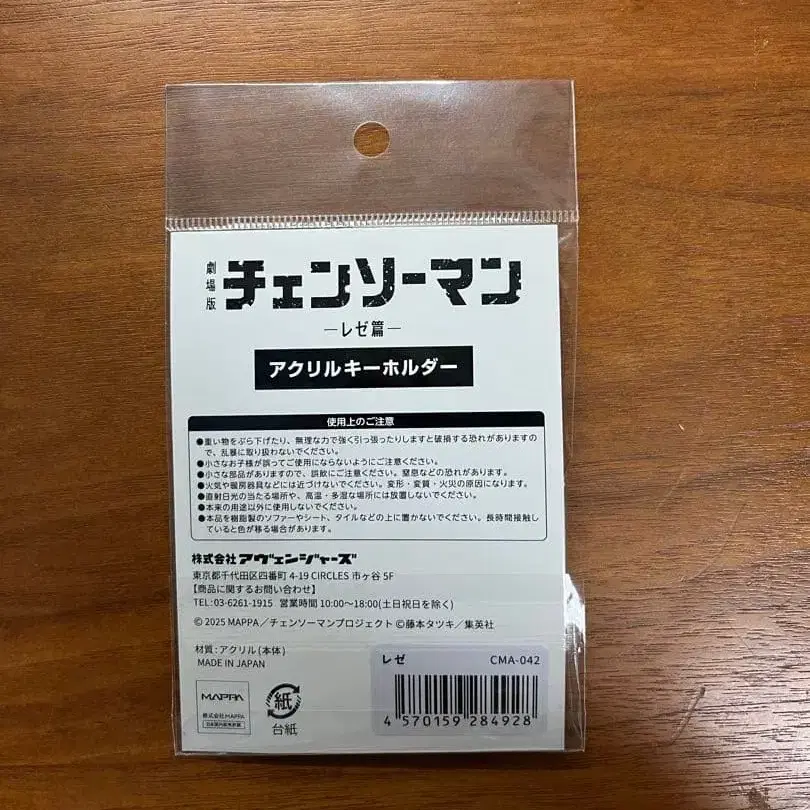 劇場版
チェンソーマン
―レゼ篇―
アクリルキーホルダー
使用上のご注意
●重い物をぶら下げたり、無理な力で強く引っ張ったりしますと破損する恐れがありますの
で、乱暴に取り扱わないでください。
●小さなお子様が誤ってご使用にならないようにご注意ください。
●小さな部品がありますので、誤飲にご注意ください。窒息などの恐れがあります。
●火気や暖房器具などには近づけないでください。変形・変質・火災の原因になります。
●直射日光の当たる場所や、高温・多湿な場所には放置しないでください。
●本来の用途以外に使用しないでください。
●本品を樹脂製のソファーやシート、タイルなどの上に置かないでください。長時間接触し
ていると色が移る場合があります。
株式会社アヴェンジャーズ
東京都千代田区四番町 4-19 CIRCLES 市ヶ谷 5F
【商品に関するお問い合わせ】
TEL:03-6261-1915 営業時間 10:00～18:00(土日祝日を除く)
© 2025 MAPPA／チェンソーマンプロジェクト ©藤本タツキ／集英社
材質:アクリル(本体)
MADE IN JAPAN
レゼ CMA-042
4 570159 284928
MAPPA
株式会社MAPPA
日本国内販売許諾
紙
台紙